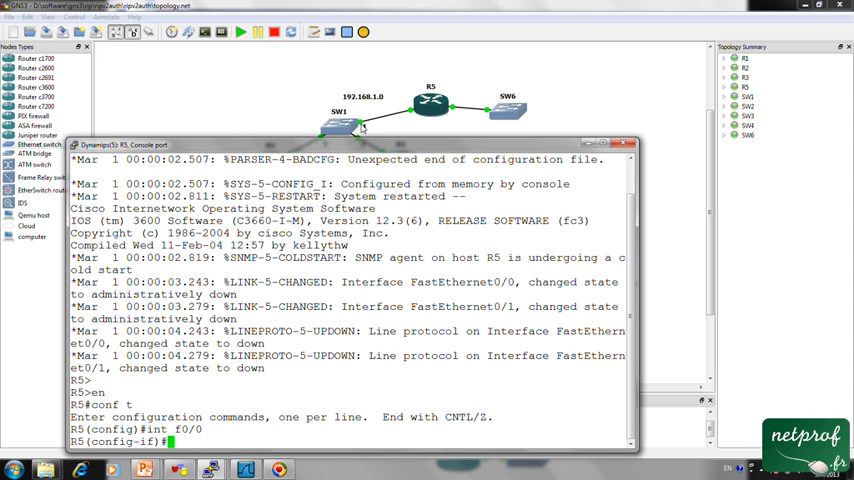 GNS3 - D:\software\gns3\rip\ripv2auth\topology.net
File Edit View Control Annotate Help
Nodes Types
Router c1700
Router c2600
Router c2691
Router c3600
Router c3700
Router c7200
PIX firewall
ASA firewall
Juniper router
Ethernet switch
ATM bridge
ATM switch
Frame Relay switch
EtherSwitch router
IDS
Qemu host
Cloud
computer
192.168.1.0
R5
SW1
SW6
Topology Summary
R1
R2
R3
R5
SW1
SW2
SW3
SW4
SW5
SW6
Dynamips(5): R5, Console port
*Mar 1 00:00:02.507: %PARSER-4-BADCFG: Unexpected end of configuration file.
*Mar 1 00:00:02.507: %SYS-5-CONFIG_I: Configured from memory by console
*Mar 1 00:00:02.811: %SYS-5-RESTART: System restarted --
Cisco Internetwork Operating System Software
IOS (tm) 3600 Software (C3660-I-M), Version 12.3(6), RELEASE SOFTWARE (fc3)
Copyright (c) 1986-2004 by cisco Systems, Inc.
Compiled Wed 11-Feb-04 12:57 by kellythw
*Mar 1 00:00:02.819: %SNMP-5-COLDSTART: SNMP agent on host R5 is undergoing a c
old start
*Mar 1 00:00:03.243: %LINK-5-CHANGED: Interface FastEthernet0/0, changed state
to administratively down
*Mar 1 00:00:03.279: %LINK-5-CHANGED: Interface FastEthernet0/1, changed state
to administratively down
*Mar 1 00:00:04.243: %LINEPROTO-5-UPDOWN: Line protocol on Interface FastEthern
et0/0, changed state to down
*Mar 1 00:00:04.279: %LINEPROTO-5-UPDOWN: Line protocol on Interface FastEthern
et0/1, changed state to down
R5>
R5>en
R5#conf t
Enter configuration commands, one per line. End with CNTL/Z.
R5(config)#int f0/0
R5(config-if)#
netprof
.fr
EN